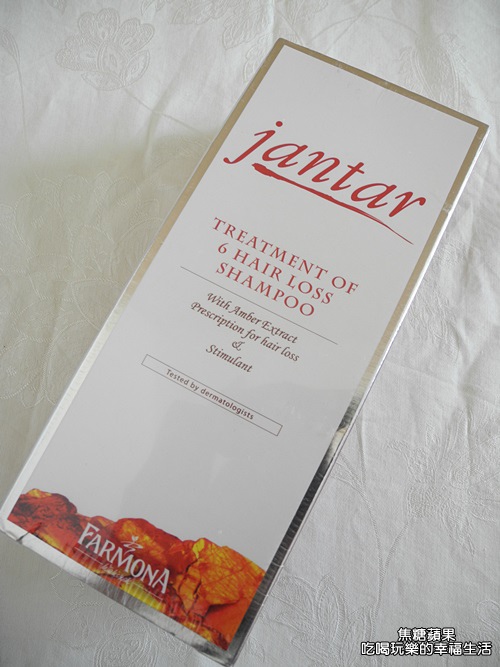 jantar
TREATMENT OF
6 HAIR LOSS
SHAMPOO
With Amber Extract
Prescription for hair loss
&
Stimulant
Tested by dermatologists
FARMONA
焦糖蘋果
吃喝玩樂的幸福生活